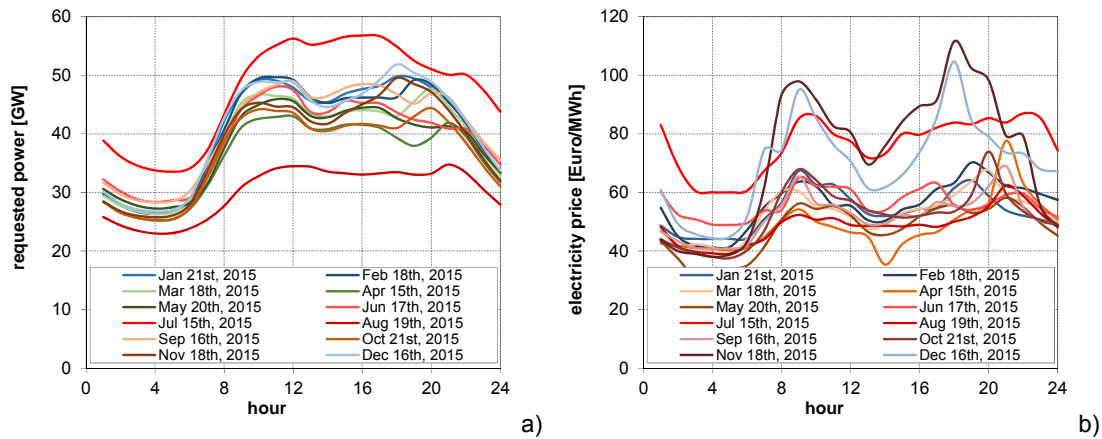 requested power [GW]
60
50
40
30
20
10
0
Jan 21st, 2015 Feb 18th, 2015
Mar 18th, 2015 Apr 15th, 2015
May 20th, 2015 Jun 17th, 2015
Jul 15th, 2015 Aug 19th, 2015
Sep 16th, 2015 Oct 21st, 2015
Nov 18th, 2015 Dec 16th, 2015
0 4 8 12 16 20 24
hour
a)
electricity price [Euro/MWh]
120
100
80
60
40
20
0
Jan 21st, 2015 Feb 18th, 2015
Mar 18th, 2015 Apr 15th, 2015
May 20th, 2015 Jun 17th, 2015
Jul 15th, 2015 Aug 19th, 2015
Sep 16th, 2015 Oct 21st, 2015
Nov 18th, 2015 Dec 16th, 2015
0 4 8 12 16 20 24
hour
b)